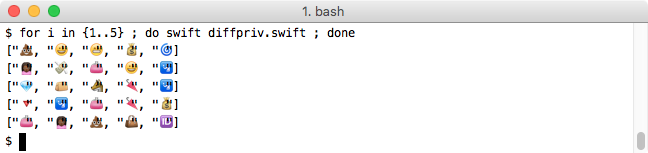 1. bash
$ for i in {1..5} ; do swift diffpriv.swift ; done
["💩, "😃, "😁, "💰, "🌀]
[", "💸, "👛, "😃, "]
["💎, "👝, "🐴, "🌂, "]
[", ", "👛, "🌂, "💰]
["👛, ", "💩, "👜, "]
$